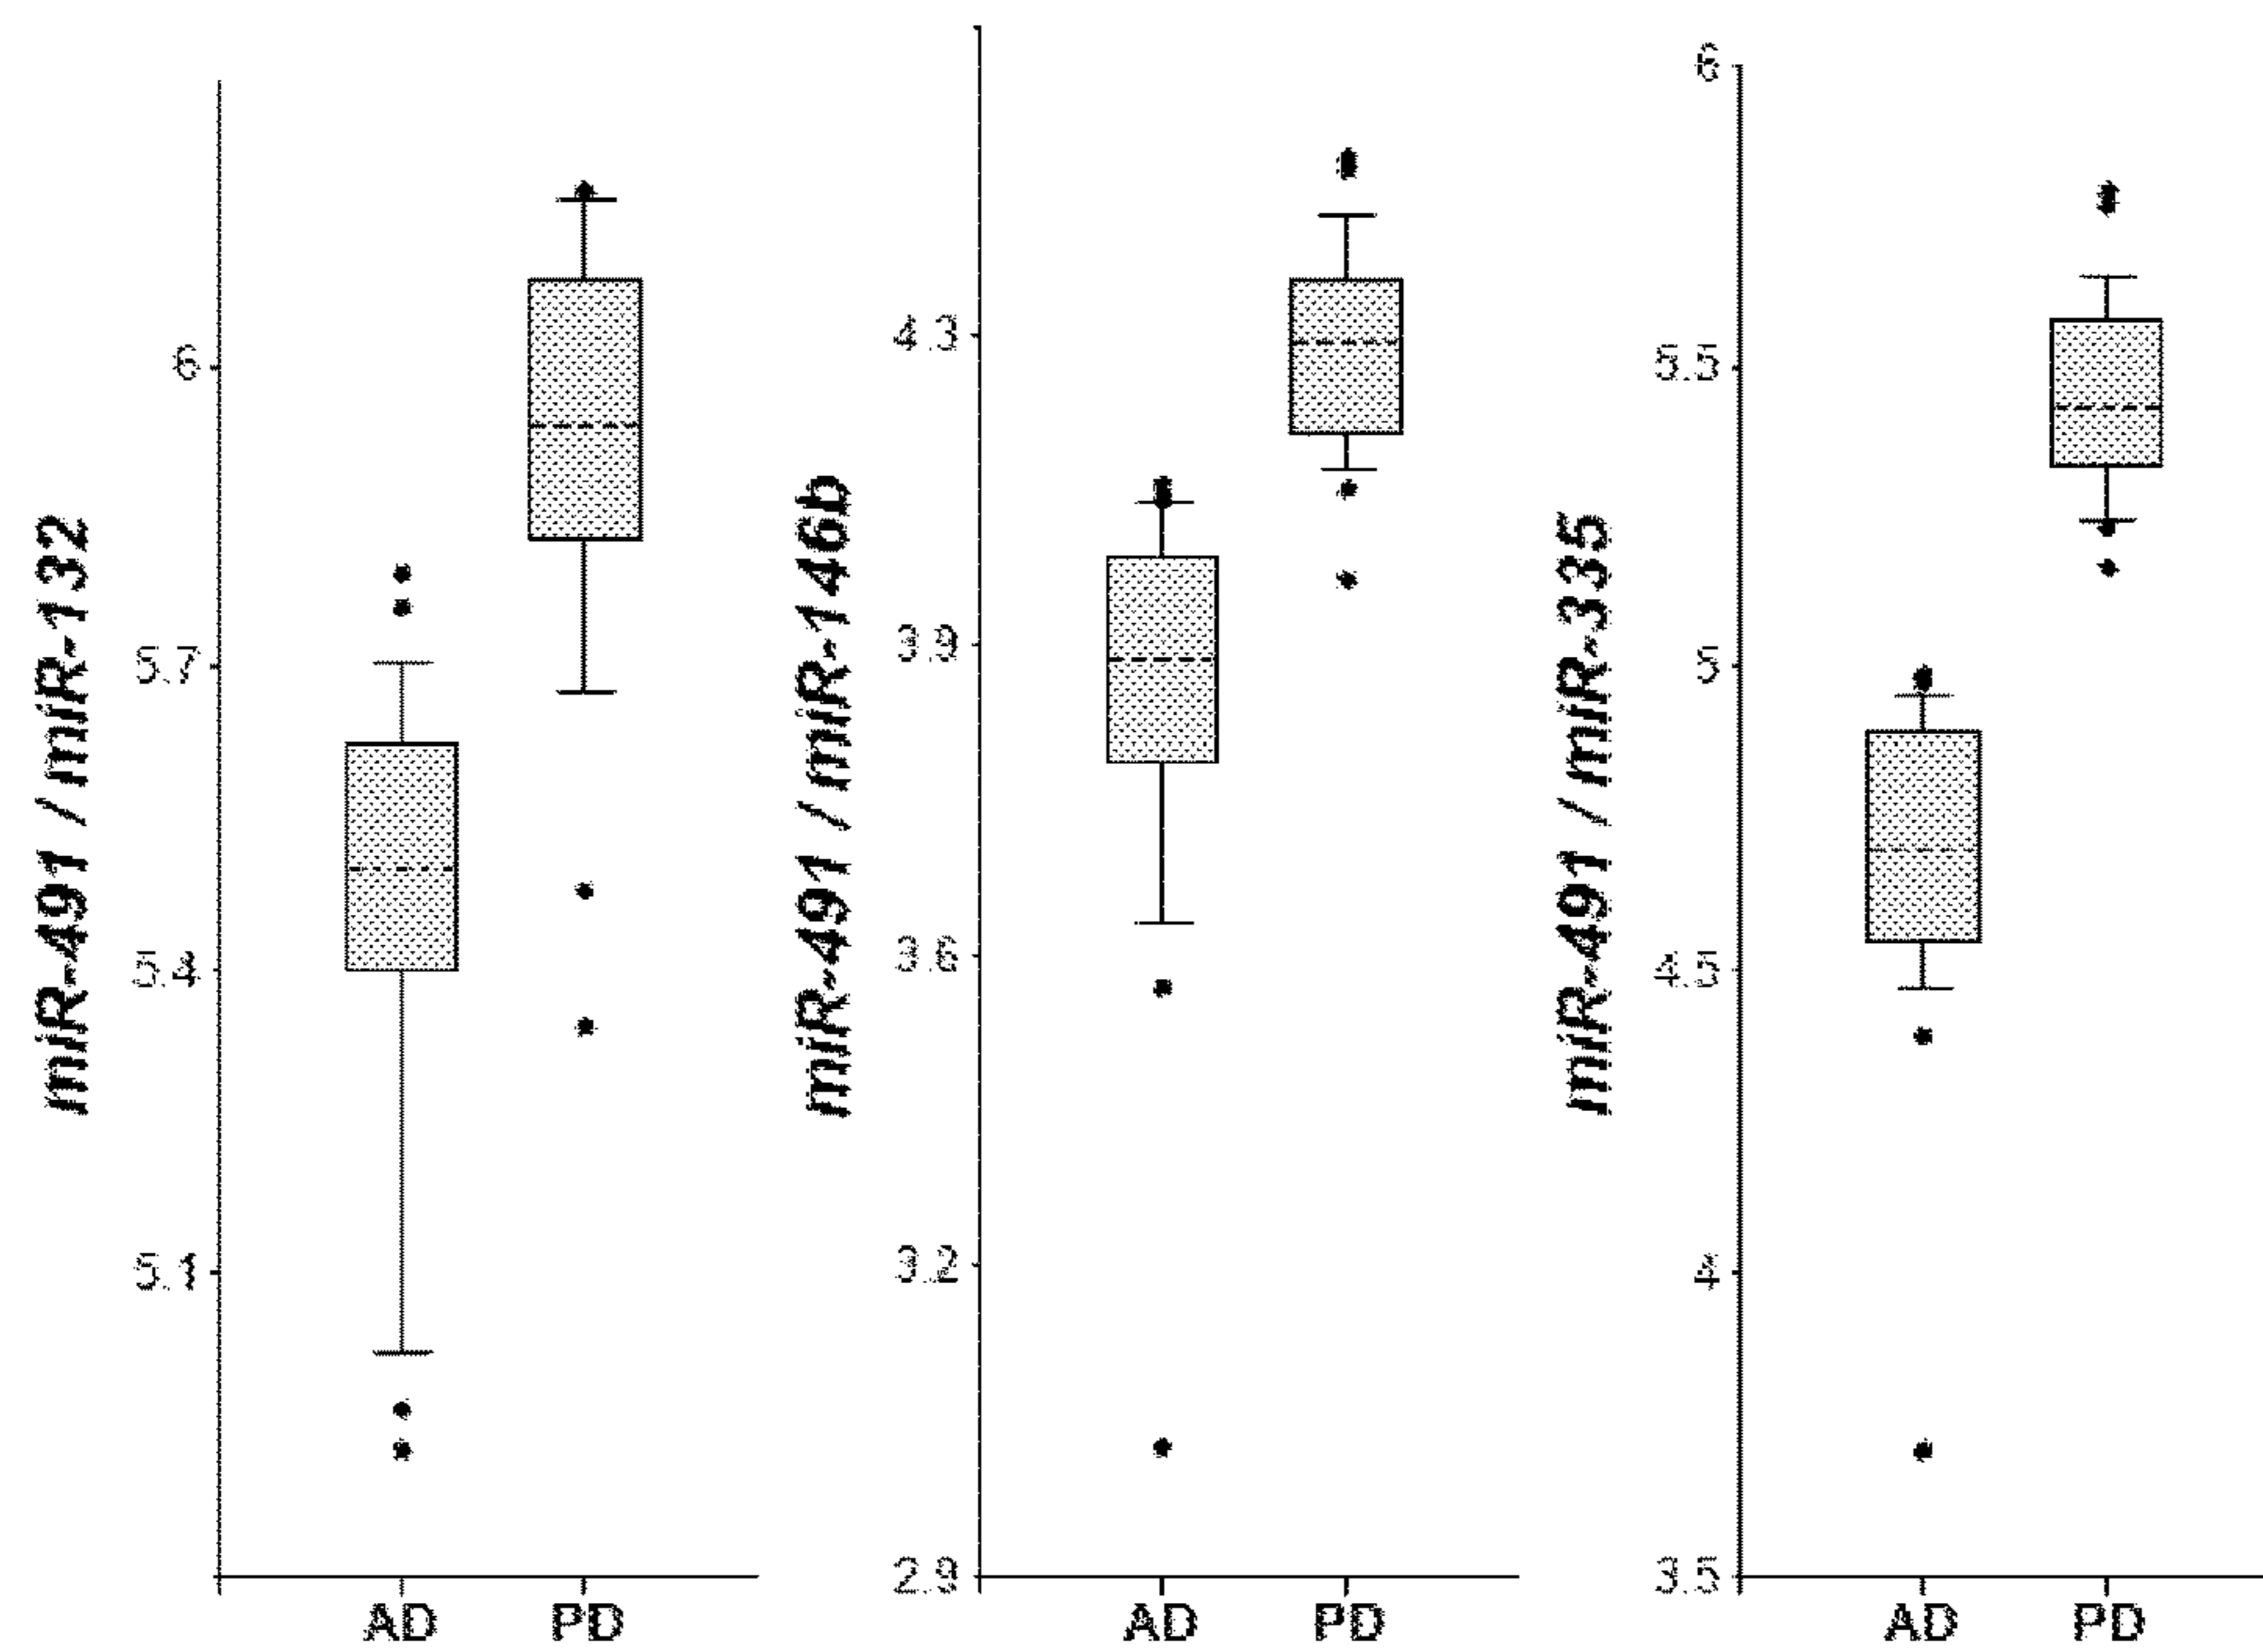 miR-491 / miR-132
6
5.7
5.4
5.1
AD PD
miR-491 / miR-146b
4.3
3.9
3.6
3.2
2.9
AD PD
miR-491 / miR-335
6
5.5
5
4.5
4
3.5
AD PD